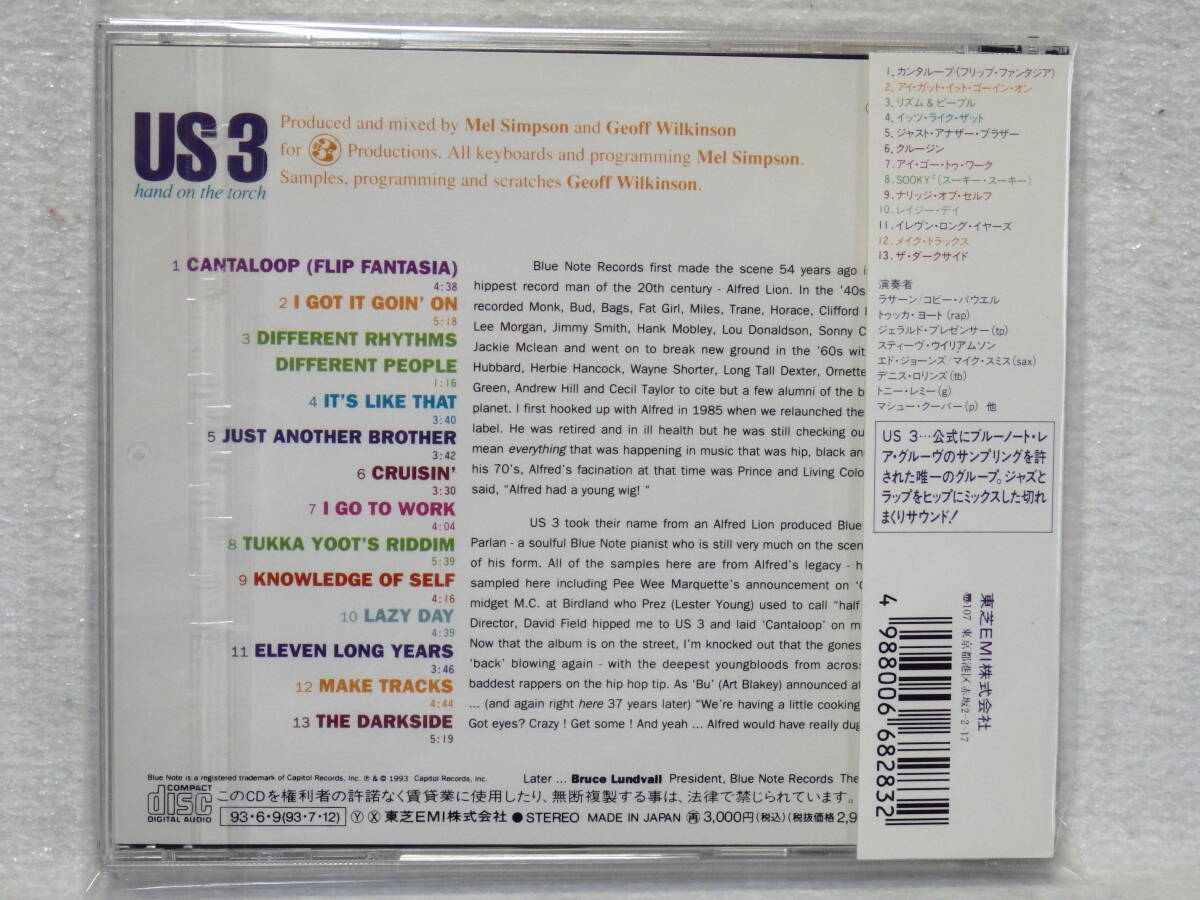 US3
hand on the torch
Produced and mixed by Mel Simpson and Geoff Wilkinson
for Productions. All keyboards and programming Mel Simpson.
Samples, programming and scratches Geoff Wilkinson.
1 CANTALOOP (FLIP FANTASIA)
4:38
2 I GOT IT GOIN' ON
5:18
3 DIFFERENT RHYTHMS
DIFFERENT PEOPLE
1:16
4 IT'S LIKE THAT
3:40
5 JUST ANOTHER BROTHER
3:42
6 CRUISIN'
3:30
7 I GO TO WORK
4:04
8 TUKKA YOOT'S RIDDIM
5:39
9 KNOWLEDGE OF SELF
4:16
10 LAZY DAY
4:39
11 ELEVEN LONG YEARS
3:46
12 MAKE TRACKS
4:44
13 THE DARKSIDE
5:19
Blue Note Records first made the scene 54 years ago
hippest record man of the 20th century - Alfred Lion. In the '40s
recorded Monk, Bud, Bags, Fat Girl, Miles, Trane, Horace, Clifford
Lee Morgan, Jimmy Smith, Hank Mobley, Lou Donaldson, Sonny
Jackie Mclean and went on to break new ground in the '60s
Hubbard, Herbie Hancock, Wayne Shorter, Long Tall Dexter, Ornette
Green, Andrew Hill and Cecil Taylor to cite but a few alumni of the
planet. I first hooked up with Alfred in 1985 when we relaunched the
label. He was retired and in ill health but he was still checking
mean everything that was happening in music that was hip, black
his 70's, Alfred's facination at that time was Prince and Living
said, "Alfred had a young wig! "
US 3 took their name from an Alfred Lion produced Blue
Parlan - a soulful Blue Note pianist who is still very much on the
of his form. All of the samples here are from Alfred's legacy -
sampled here including Pee Wee Marquette's announcement on
midget M.C. at Birdland who Prez (Lester Young) used to call "half
Director, David Field hipped me to US 3 and laid 'Cantaloop' on
Now that the album is on the street, I'm knocked out that the
'back' blowing again - with the deepest youngbloods from
baddest rappers on the hip hop tip. As 'Bu' (Art Blakey) announced
... (and again right here 37 years later) "We're having a little cooking
Got eyes? Crazy ! Get some ! And yeah ... Alfred would have really
Later ... Bruce Lundvall President, Blue Note Records
Blue Note is a registered trademark of Capitol Records, Inc. ℗ & © 1993 Capitol Records, Inc.
COMPACT
disc
DIGITAL AUDIO
このCDを権利者の許諾なく賃貸業に使用したり、無断複製する事は、法律で禁じられています。
93・6・9(93・7・12) Ⓨ Ⓧ 東芝EMI株式会社 ● STEREO MADE IN JAPAN 再 3,000円(税込)(税抜価格2,9
1. カンタループ(フリップ・ファンタジア)
2. アイ・ガット・イット・ゴーイン・オン
3. リズム&ピープル
4. イッツ・ライク・ザット
5. ジャスト・アナザー・ブラザー
6. クルージン
7. アイ・ゴー・トゥ・ワーク
8. SOOKY²(スーキー・スーキー)
9. ナリッジ・オブ・セルフ
10. レイジー・デイ
11. イレヴン・ロング・イヤーズ
12. メイク・トラックス
13. ザ・ダークサイド
演奏者
ラサーン/コビー・パウエル
トゥッカ・ヨート(rap)
ジェラルド・プレゼンサー(tp)
スティーヴ・ウイリアムソン
エド・ジョーンズ/マイク・スミス(sax)
デニス・ロリンズ(tb)
トニー・レミー(g)
マシュー・クーパー(p) 他
US 3…公式にブルーノート・レ
ア・グルーヴのサンプリングを許
された唯一のグループ。ジャズと
ラップをヒップにミックスした切れ
まくりサウンド!
東芝EMI株式会社
〠107 東京都港区赤坂2-2-17
4 988006 682832